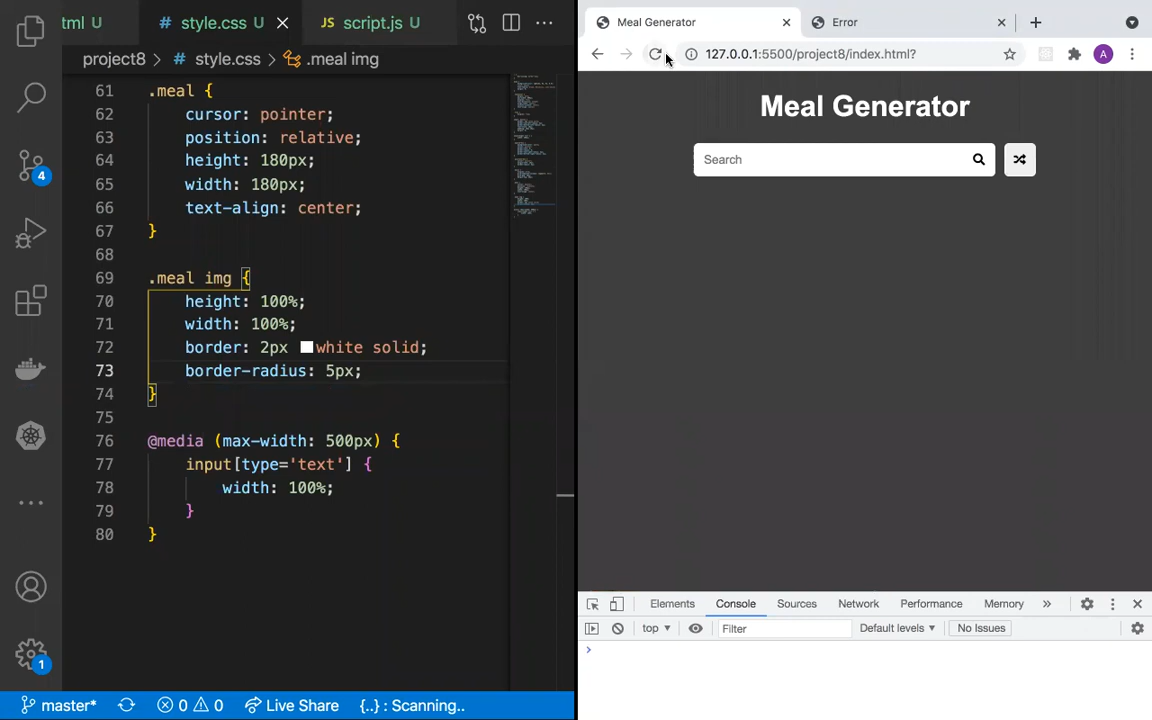 tml U
style.css U
JS script.js U
project8 > style.css > .meal img
61 .meal {
62 cursor: pointer;
63 position: relative;
64 height: 180px;
65 width: 180px;
66 text-align: center;
67 }
68
69 .meal img {
70 height: 100%;
71 width: 100%;
72 border: 2px white solid;
73 border-radius: 5px;
74 }
75
76 @media (max-width: 500px) {
77 input[type='text'] {
78 width: 100%;
79 }
80 }
4
1
master* 0 0 Live Share {..} : Scanning..
Meal Generator
Error
127.0.0.1:5500/project8/index.html?
A
Meal Generator
Search
Elements Console Sources Network Performance Memory »
top Filter Default levels No Issues